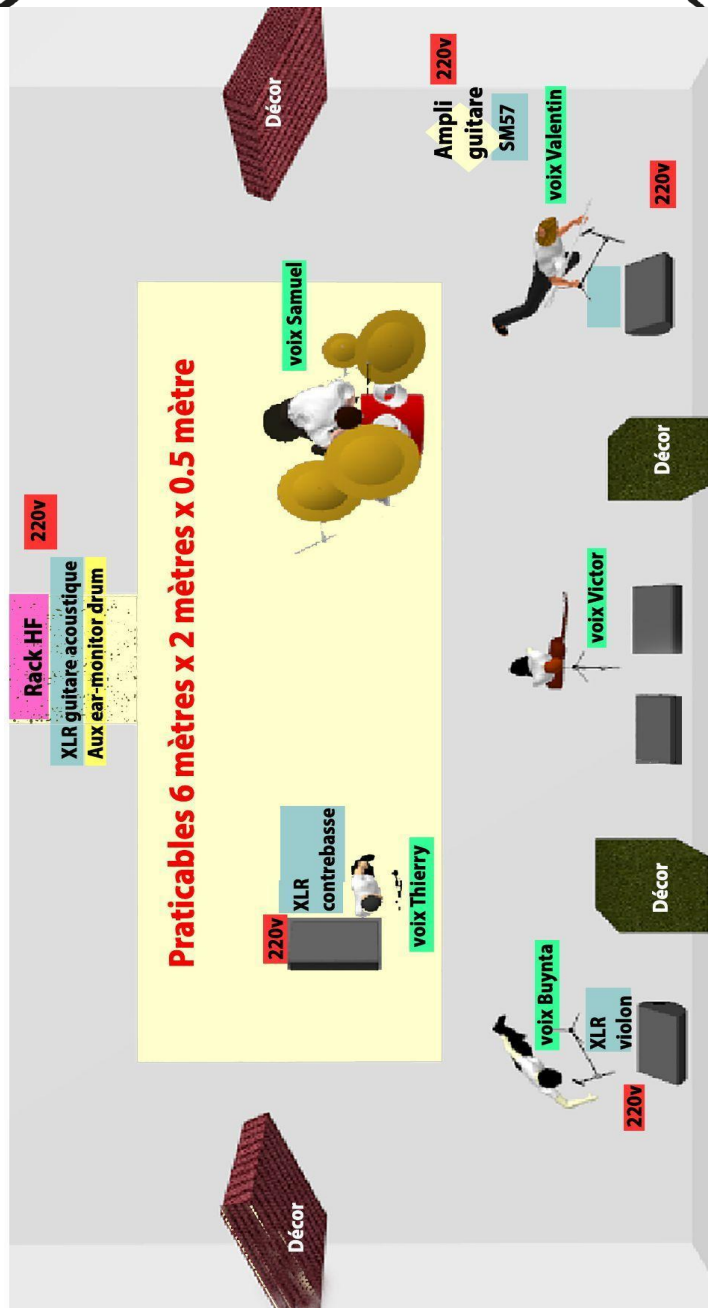 Rack HF
220v
XLR guitare acoustique
Aux ear-monitor drum
Praticables 6 mètres x 2 mètres x 0.5 mètre
Décor
Décor
220v
XLR
contrebasse
voix Thierry
voix Samuel
220v
Ampli
guitare
SM57
voix Valentin
220v
voix Buynta
XLR
violon
220v
voix Victor
Décor
Décor